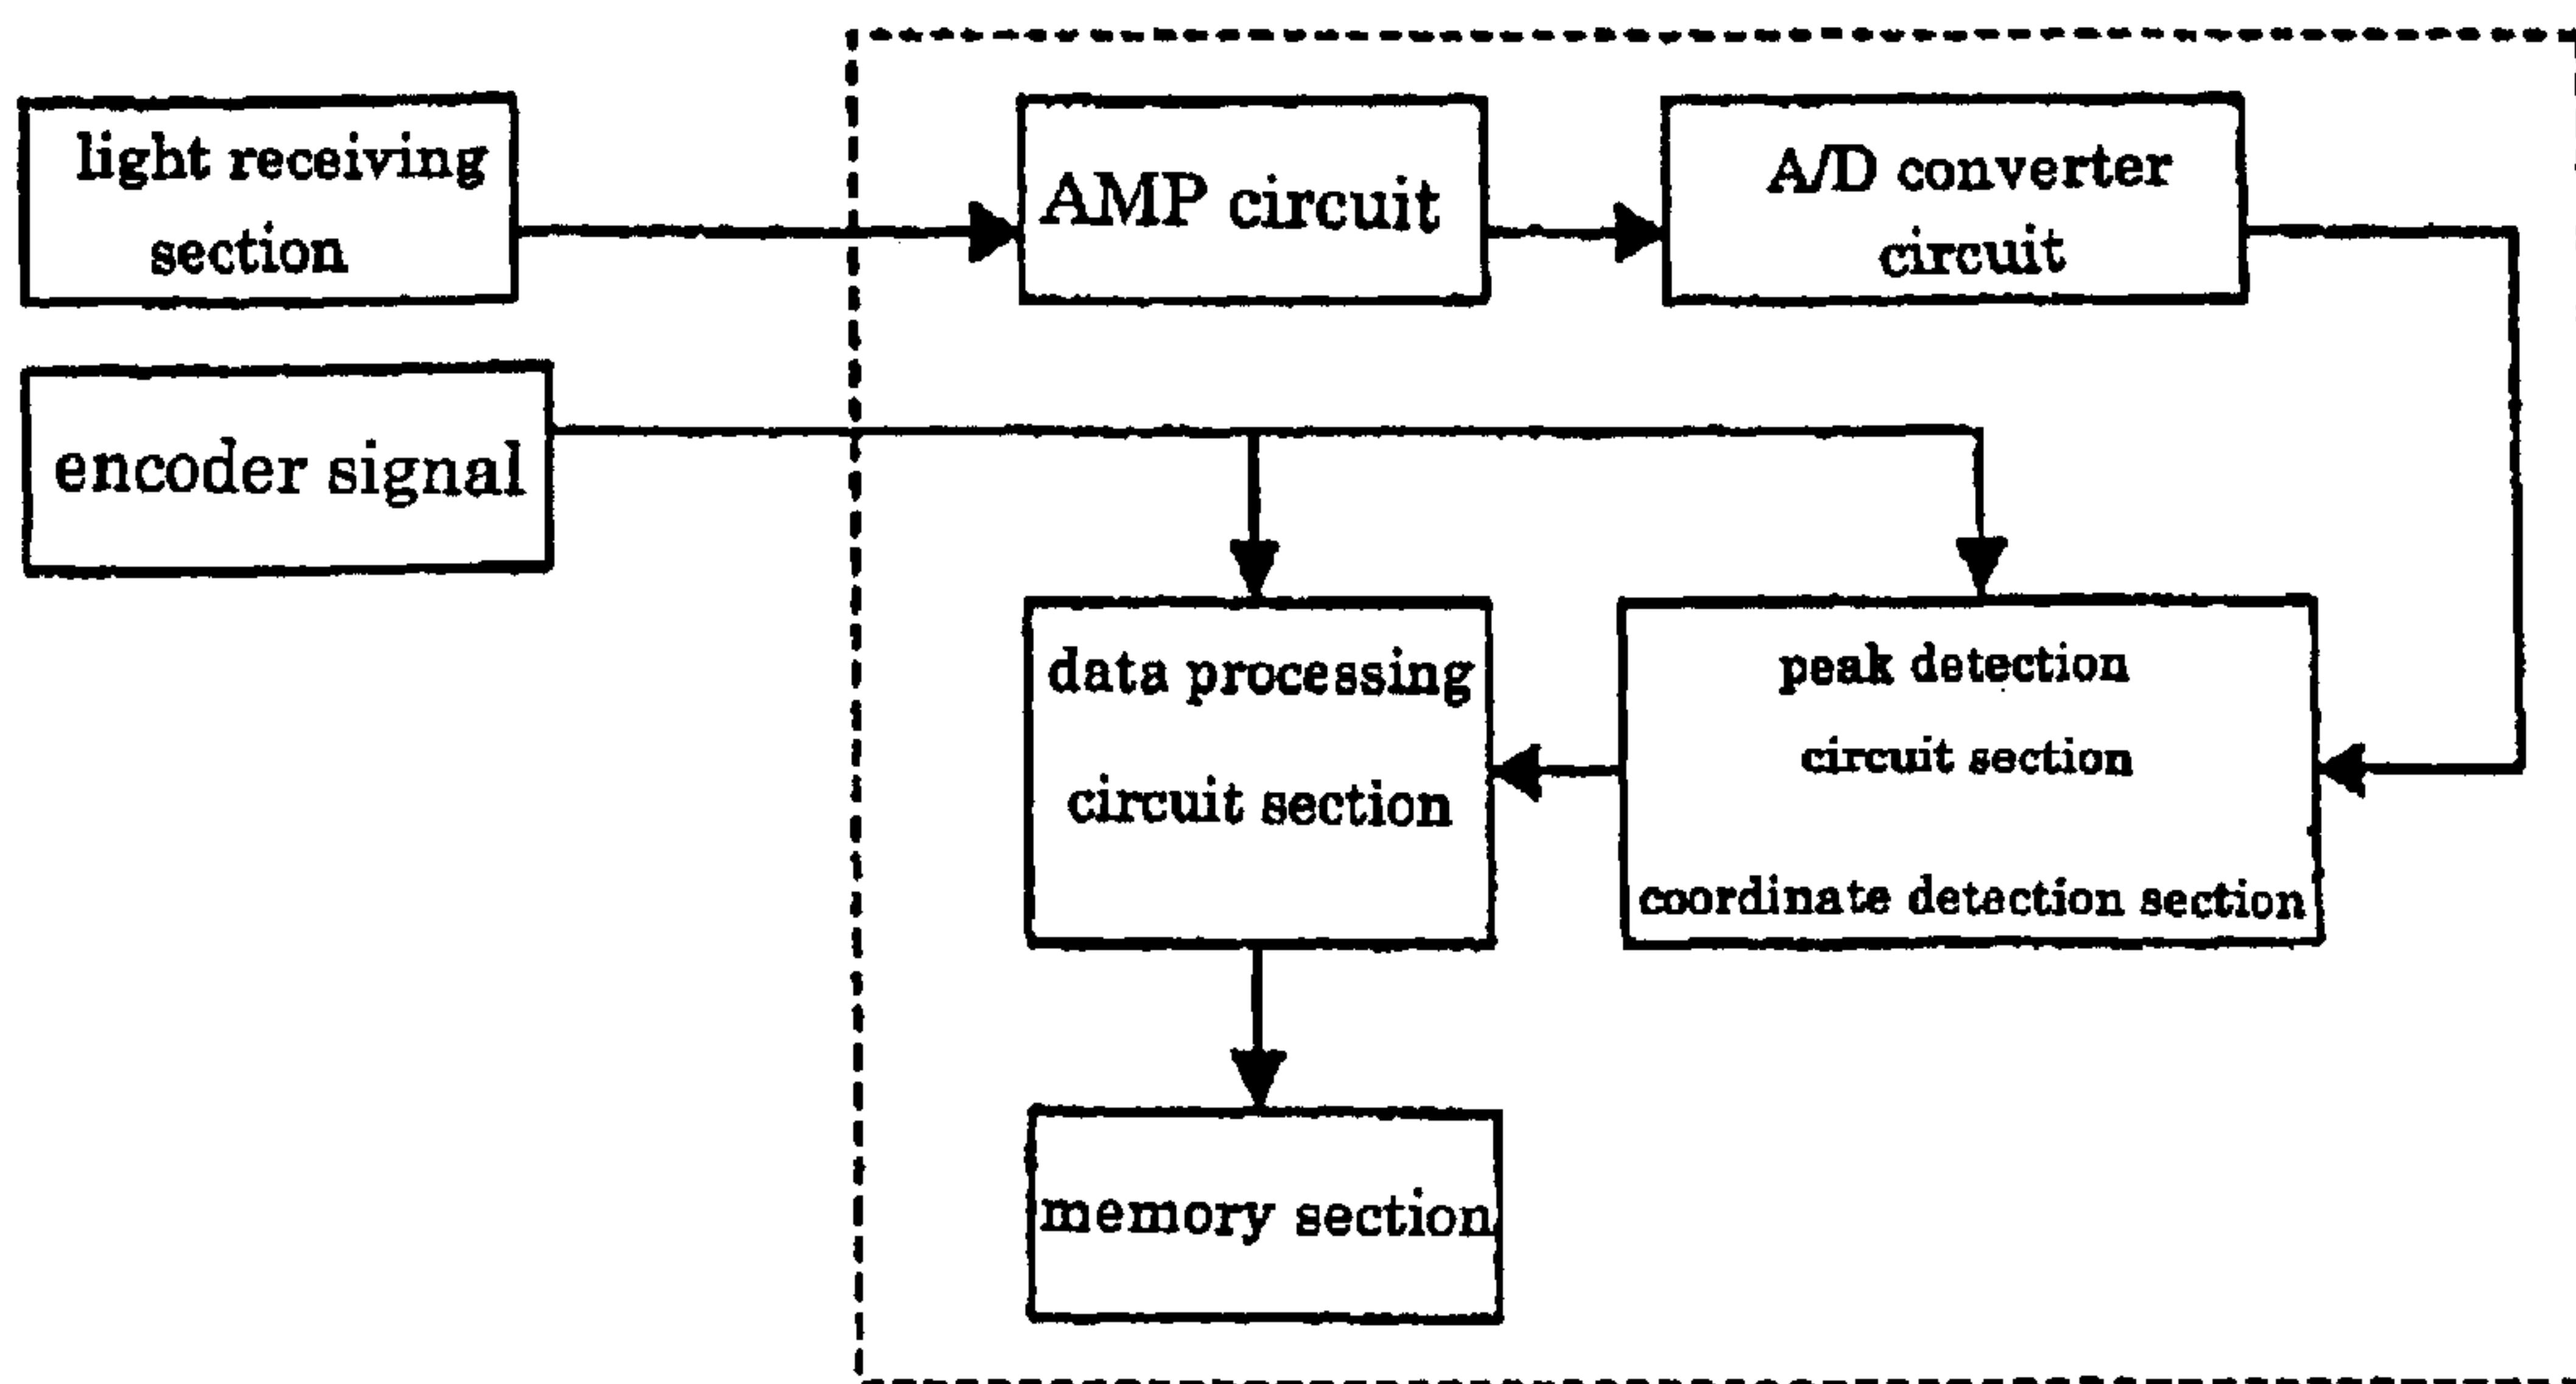 light receiving
section
AMP circuit
A/D converter
circuit
encoder signal
data processing
circuit section
peak detection
circuit section
coordinate detection section
memory section